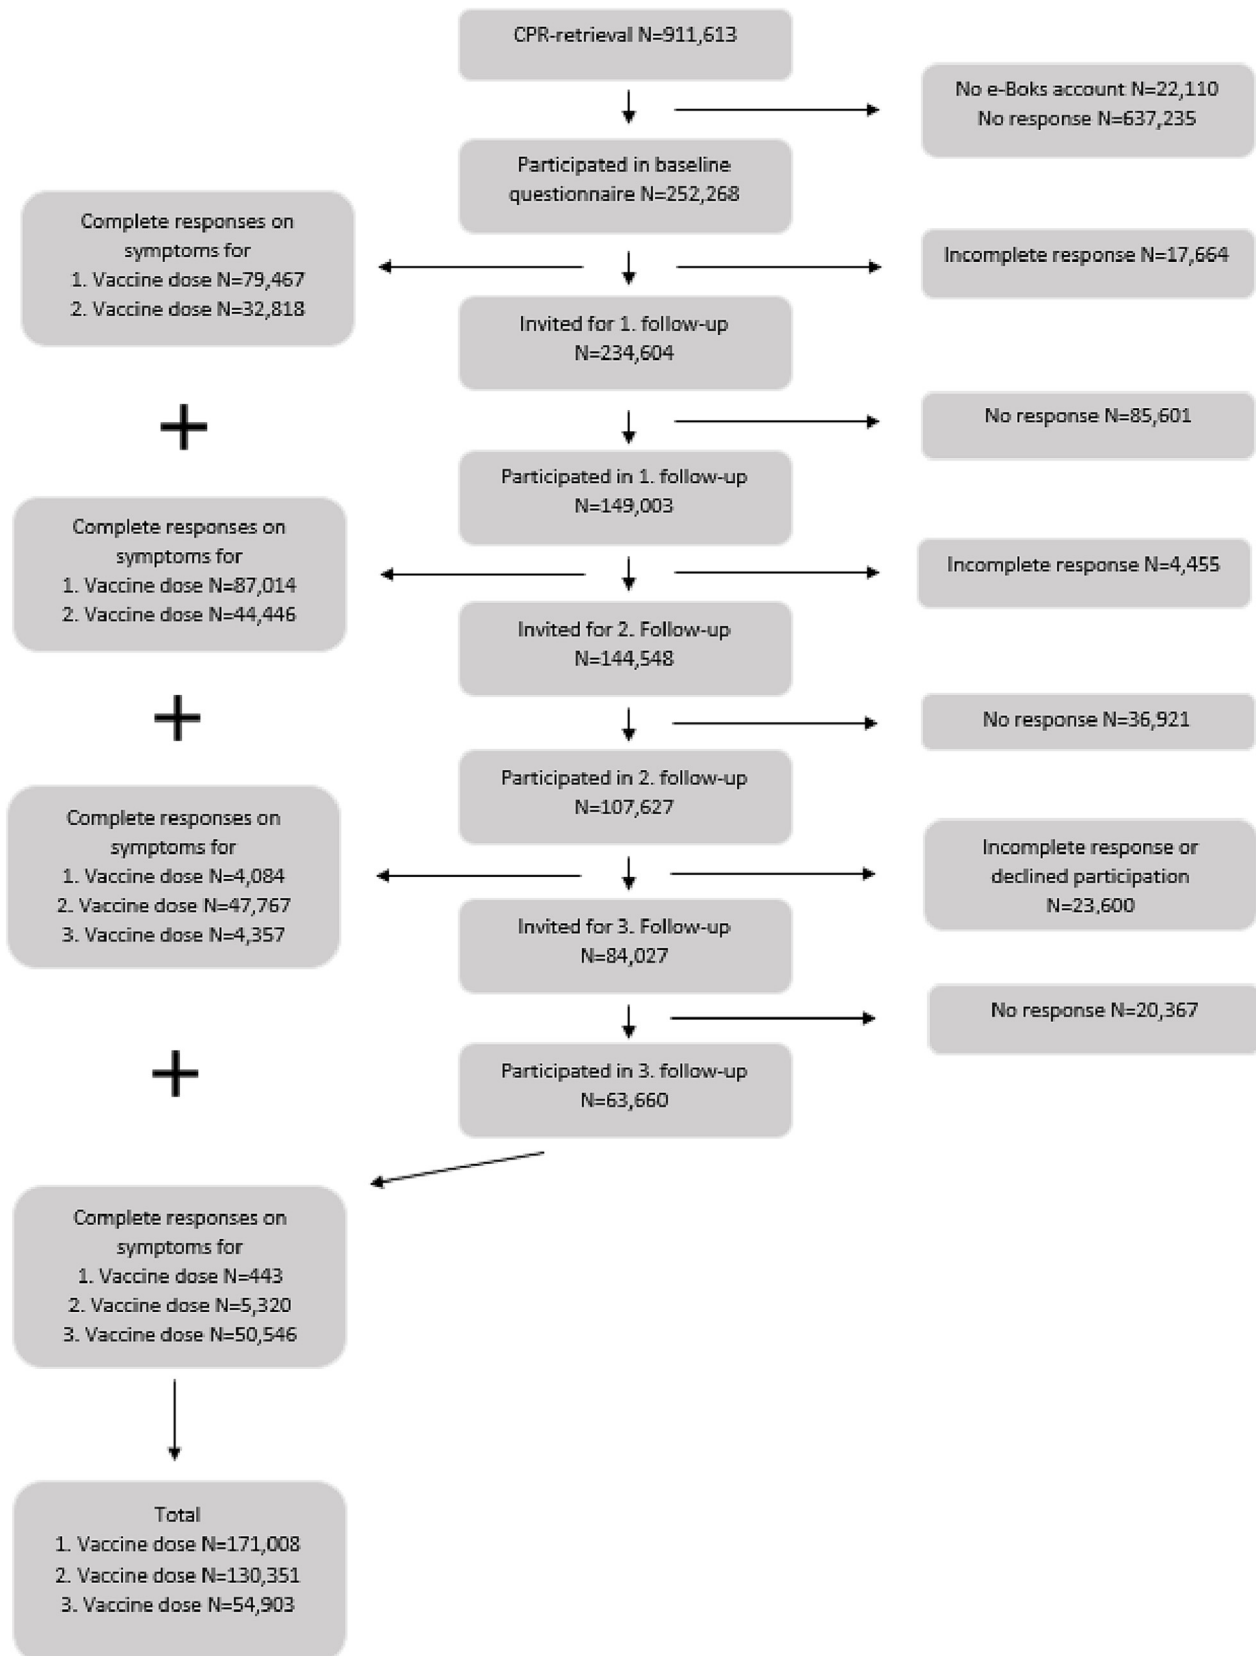 CPR-retrieval N=911,613
No e-Boks account N=22,110
No response N=637,235
Participated in baseline
questionnaire N=252,268
Complete responses on
symptoms for
1. Vaccine dose N=79,467
2. Vaccine dose N=32,818
Incomplete response N=17,664
Invited for 1. follow-up
N=234,604
No response N=85,601
Participated in 1. follow-up
N=149,003
Complete responses on
symptoms for
1. Vaccine dose N=87,014
2. Vaccine dose N=44,446
Incomplete response N=4,455
Invited for 2. Follow-up
N=144,548
No response N=36,921
Participated in 2. follow-up
N=107,627
Complete responses on
symptoms for
1. Vaccine dose N=4,084
2. Vaccine dose N=47,767
3. Vaccine dose N=4,357
Incomplete response or
declined participation
N=23,600
Invited for 3. Follow-up
N=84,027
No response N=20,367
Participated in 3. follow-up
N=63,660
Complete responses on
symptoms for
1. Vaccine dose N=443
2. Vaccine dose N=5,320
3. Vaccine dose N=50,546
Total
1. Vaccine dose N=171,008
2. Vaccine dose N=130,351
3. Vaccine dose N=54,903